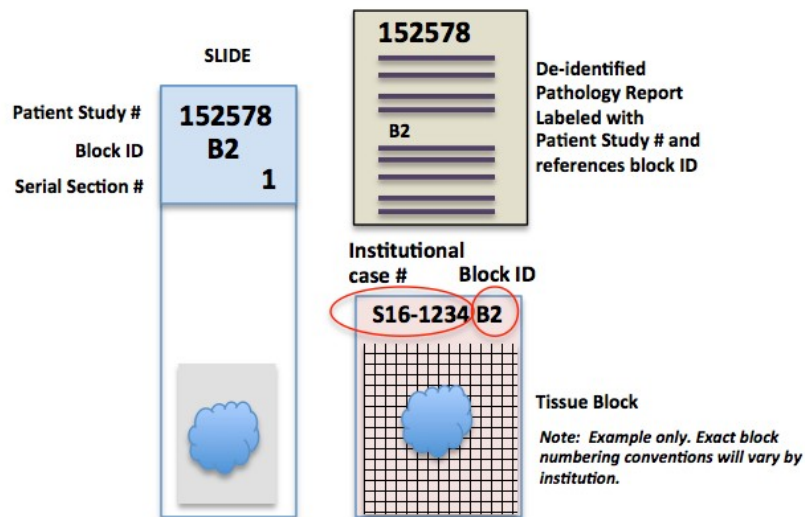 SLIDE
Patient Study #
Block ID
Serial Section #
152578
B2
1
152578
B2
De-identified
Pathology Report
Labeled with
Patient Study # and
references block ID
Institutional
case #
Block ID
S16-1234 B2
Tissue Block
Note: Example only. Exact block
numbering conventions will vary by
institution.